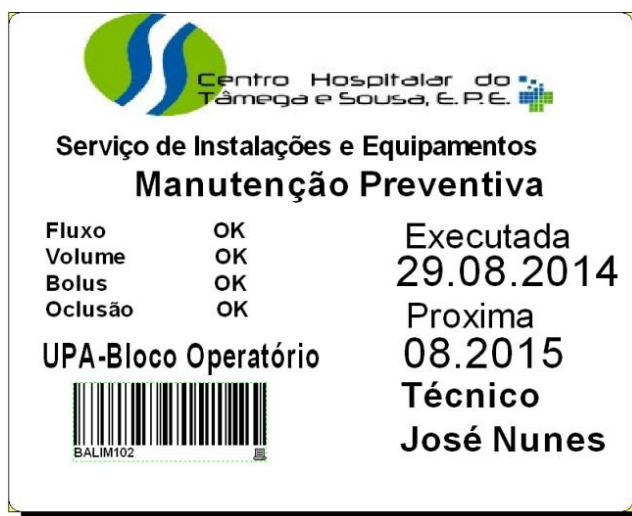 Centro Hospitalar do
Tâmega e Sousa, E.P.E.
Serviço de Instalações e Equipamentos
Manutenção Preventiva
Fluxo OK
Volume OK
Bolus OK
Oclusão OK
Executada
29.08.2014
Proxima
08.2015
UPA-Bloco Operatório
BALIM102
Técnico
José Nunes